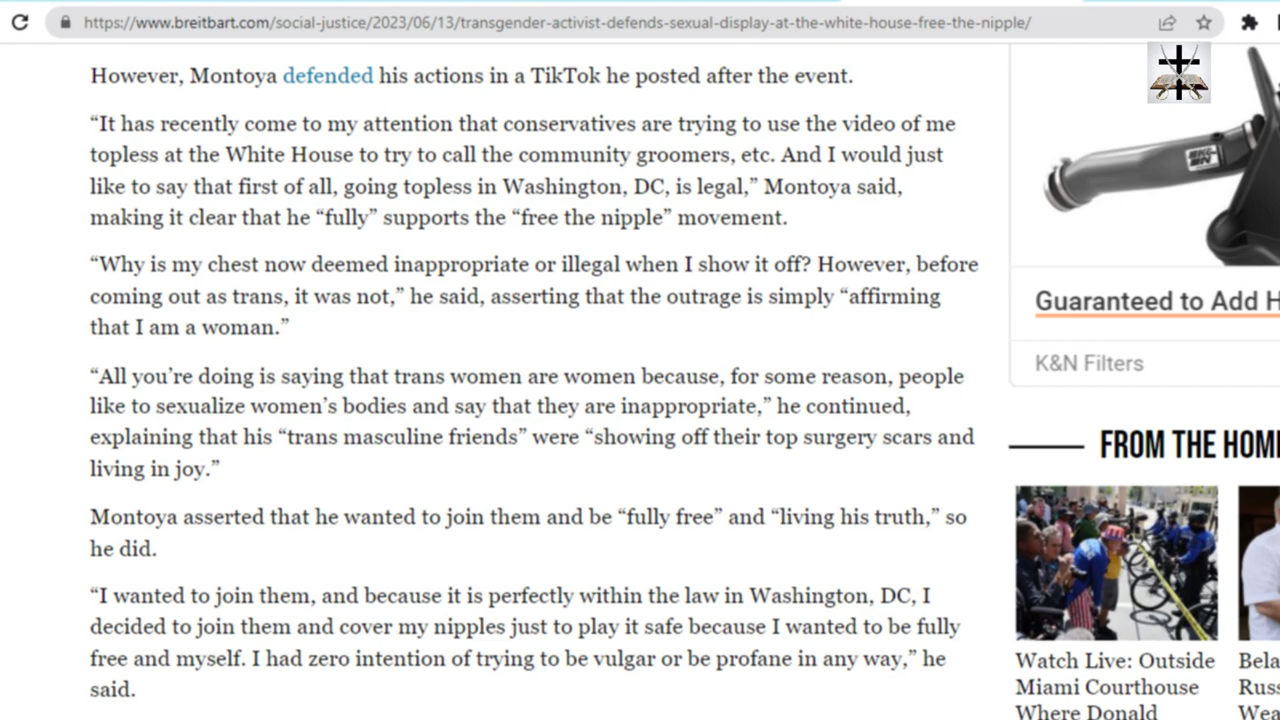 https://www.breitbart.com/social-justice/2023/06/13/transgender-activist-defends-sexual-display-at-the-white-house-free-the-nipple/
However, Montoya defended his actions in a TikTok he posted after the event.
“It has recently come to my attention that conservatives are trying to use the video of me
topless at the White House to try to call the community groomers, etc. And I would just
like to say that first of all, going topless in Washington, DC, is legal,” Montoya said,
making it clear that he “fully” supports the “free the nipple” movement.
“Why is my chest now deemed inappropriate or illegal when I show it off? However, before
coming out as trans, it was not,” he said, asserting that the outrage is simply “affirming
that I am a woman.”
“All you’re doing is saying that trans women are women because, for some reason, people
like to sexualize women’s bodies and say that they are inappropriate,” he continued,
explaining that his “trans masculine friends” were “showing off their top surgery scars and
living in joy.”
Montoya asserted that he wanted to join them and be “fully free” and “living his truth,” so
he did.
“I wanted to join them, and because it is perfectly within the law in Washington, DC, I
decided to join them and cover my nipples just to play it safe because I wanted to be fully
free and myself. I had zero intention of trying to be vulgar or be profane in any way,” he
said.
K&N
Guaranteed to Add H
K&N Filters
FROM THE HOM
Watch Live: Outside
Miami Courthouse
Where Donald
Bela
Russ
Wea